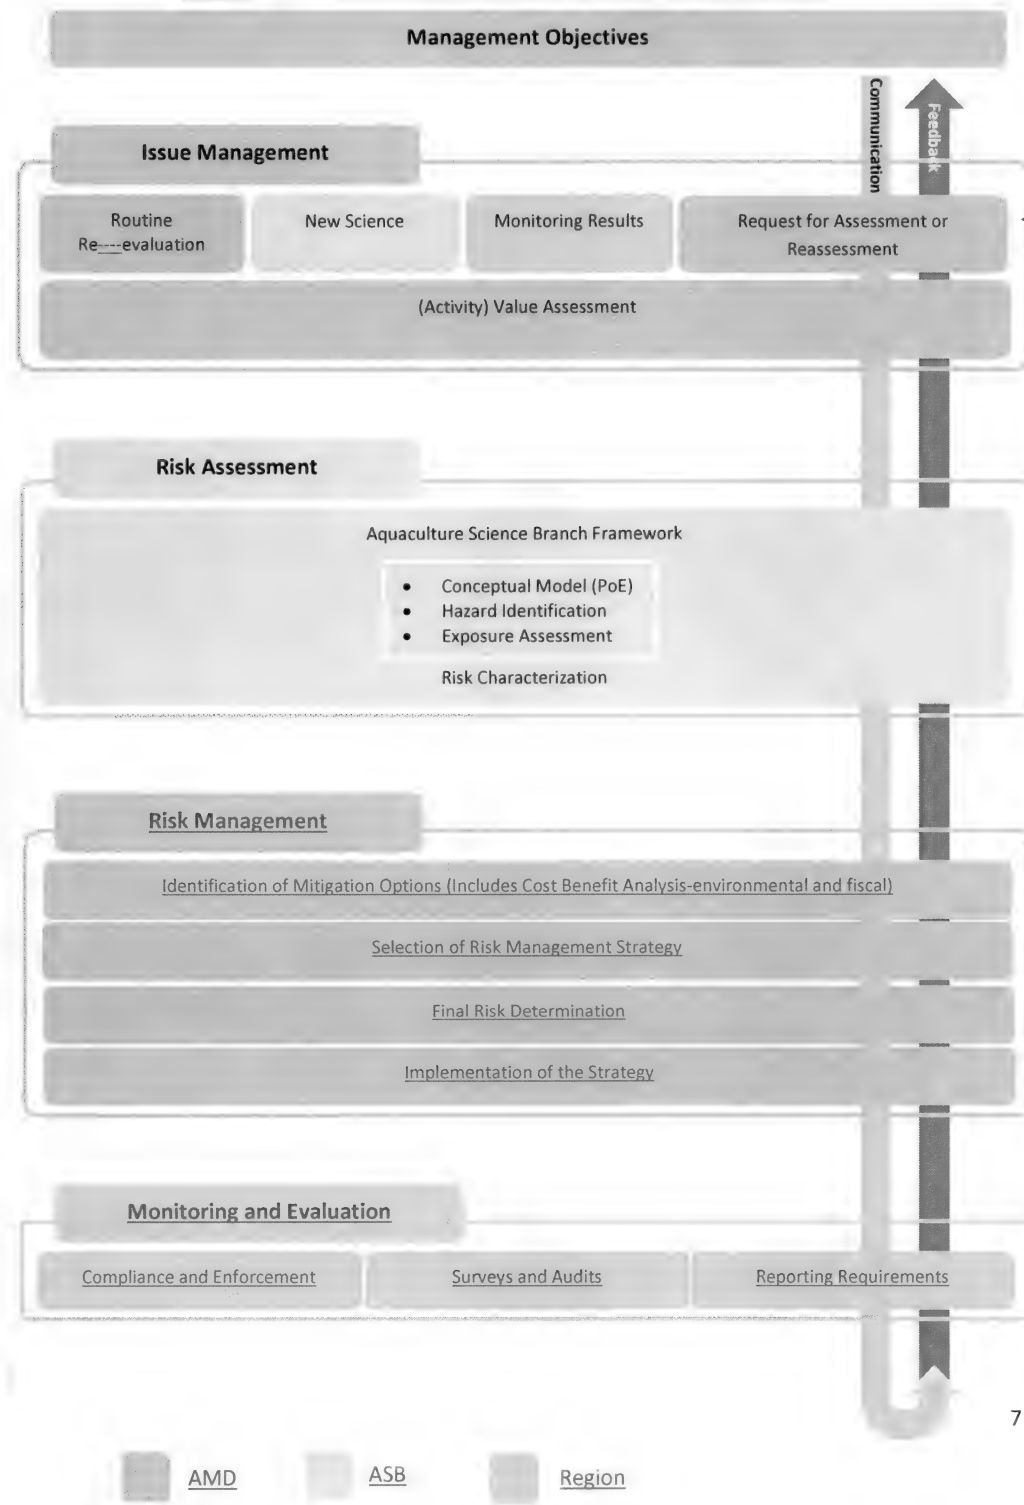 Management Objectives
Communication
Feedback
Issue Management
Routine
Re----evaluation
New Science
Monitoring Results
Request for Assessment or
Reassessment
(Activity) Value Assessment
Risk Assessment
Aquaculture Science Branch Framework
• Conceptual Model (PoE)
• Hazard Identification
• Exposure Assessment
Risk Characterization
Risk Management
Identification of Mitigation Options (Includes Cost Benefit Analysis-environmental and fiscal)
Selection of Risk Management Strategy
Final Risk Determination
Implementation of the Strategy
Monitoring and Evaluation
Compliance and Enforcement
Surveys and Audits
Reporting Requirements
7
AMD
ASB
Region